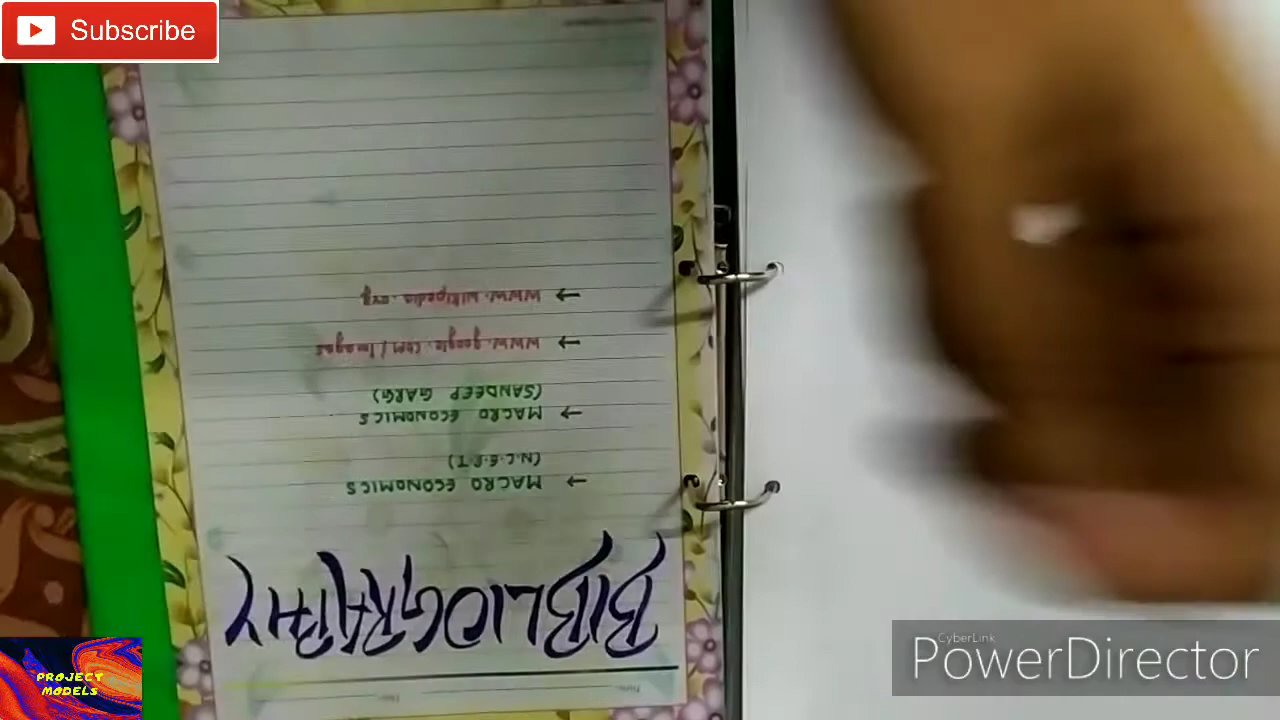 Subscribe
BIBLIOGRAPHY
→ MACRO ECONOMICS
(N.C.E.R.T)
→ MACRO ECONOMICS
(SANDEEP GARG)
→ www.google.com/Images
→ www.wikipedia.org
PROJECT
MODELS
CyberLink
PowerDirector